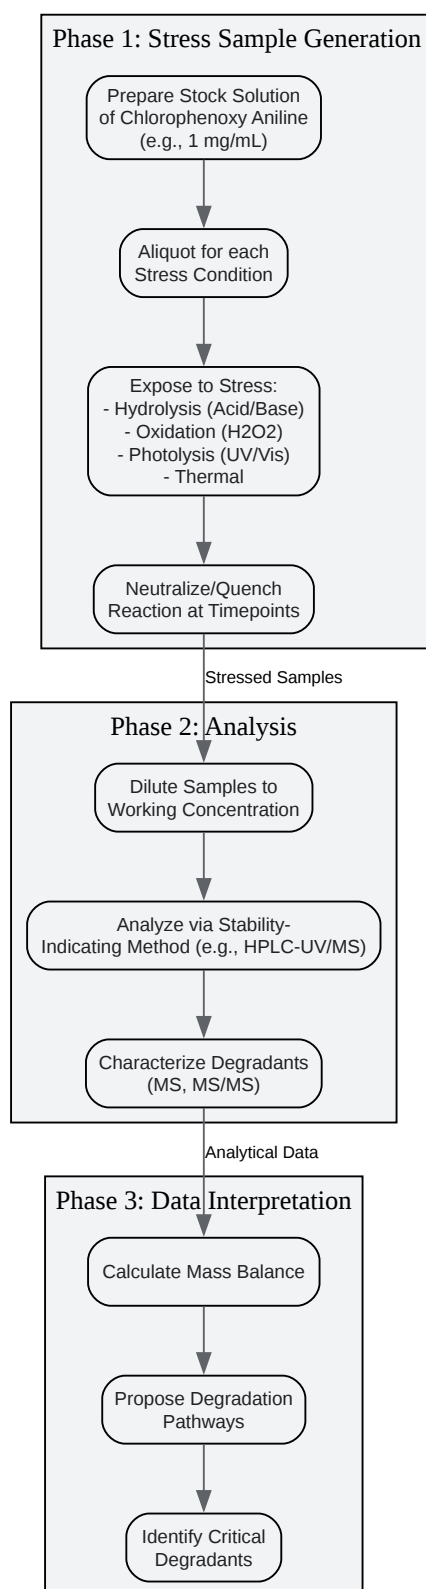 Phase 1: Stress Sample Generation
Prepare Stock Solution
of Chlorophenoxy Aniline
(e.g., 1 mg/mL)
Aliquot for each
Stress Condition
Expose to Stress:
- Hydrolysis (Acid/Base)
- Oxidation (H2O2)
- Photolysis (UV/Vis)
- Thermal
Neutralize/Quench
Reaction at Timepoints
Stressed Samples
Phase 2: Analysis
Dilute Samples to
Working Concentration
Analyze via Stability-
Indicating Method (e.g., HPLC-UV/MS)
Characterize Degradants
(MS, MS/MS)
Analytical Data
Phase 3: Data Interpretation
Calculate Mass Balance
Propose Degradation
Pathways
Identify Critical
Degradants